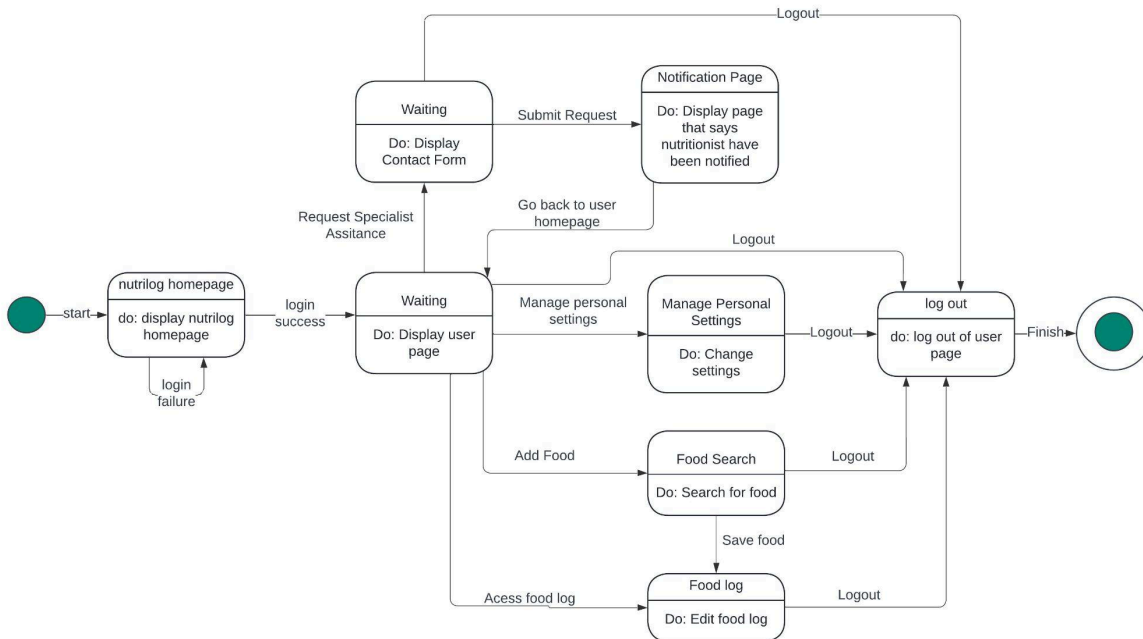 Logout
Notification Page
Do: Display page
that says
nutritionist have
been notified
Waiting
Do: Display
Contact Form
Submit Request
Go back to user
homepage
Request Specialist
Assitance
Logout
nutrilog homepage
do: display nutrilog
homepage
start
login
success
login
failure
Waiting
Do: Display user
page
Manage personal
settings
Manage Personal
Settings
Do: Change
settings
Logout
log out
do: log out of user
page
Finish
Add Food
Food Search
Do: Search for food
Logout
Save food
Acess food log
Food log
Do: Edit food log
Logout